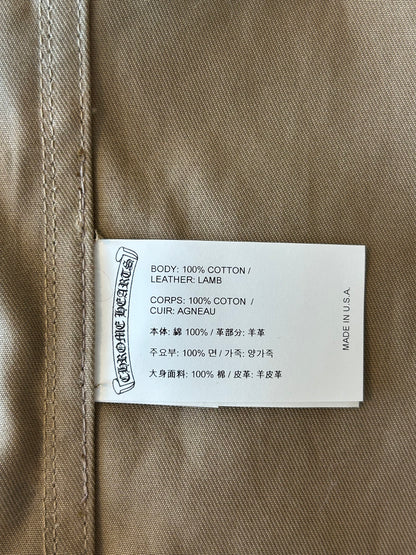 CHROME HEARTS
BODY: 100% COTTON /
LEATHER: LAMB
CORPS: 100% COTON /
CUIR: AGNEAU
本体: 綿 100% / 革部分: 羊革
주요부: 100% 면 / 가죽: 양가죽
大身面料: 100% 棉 / 皮革: 羊皮革
MADE IN U.S.A.